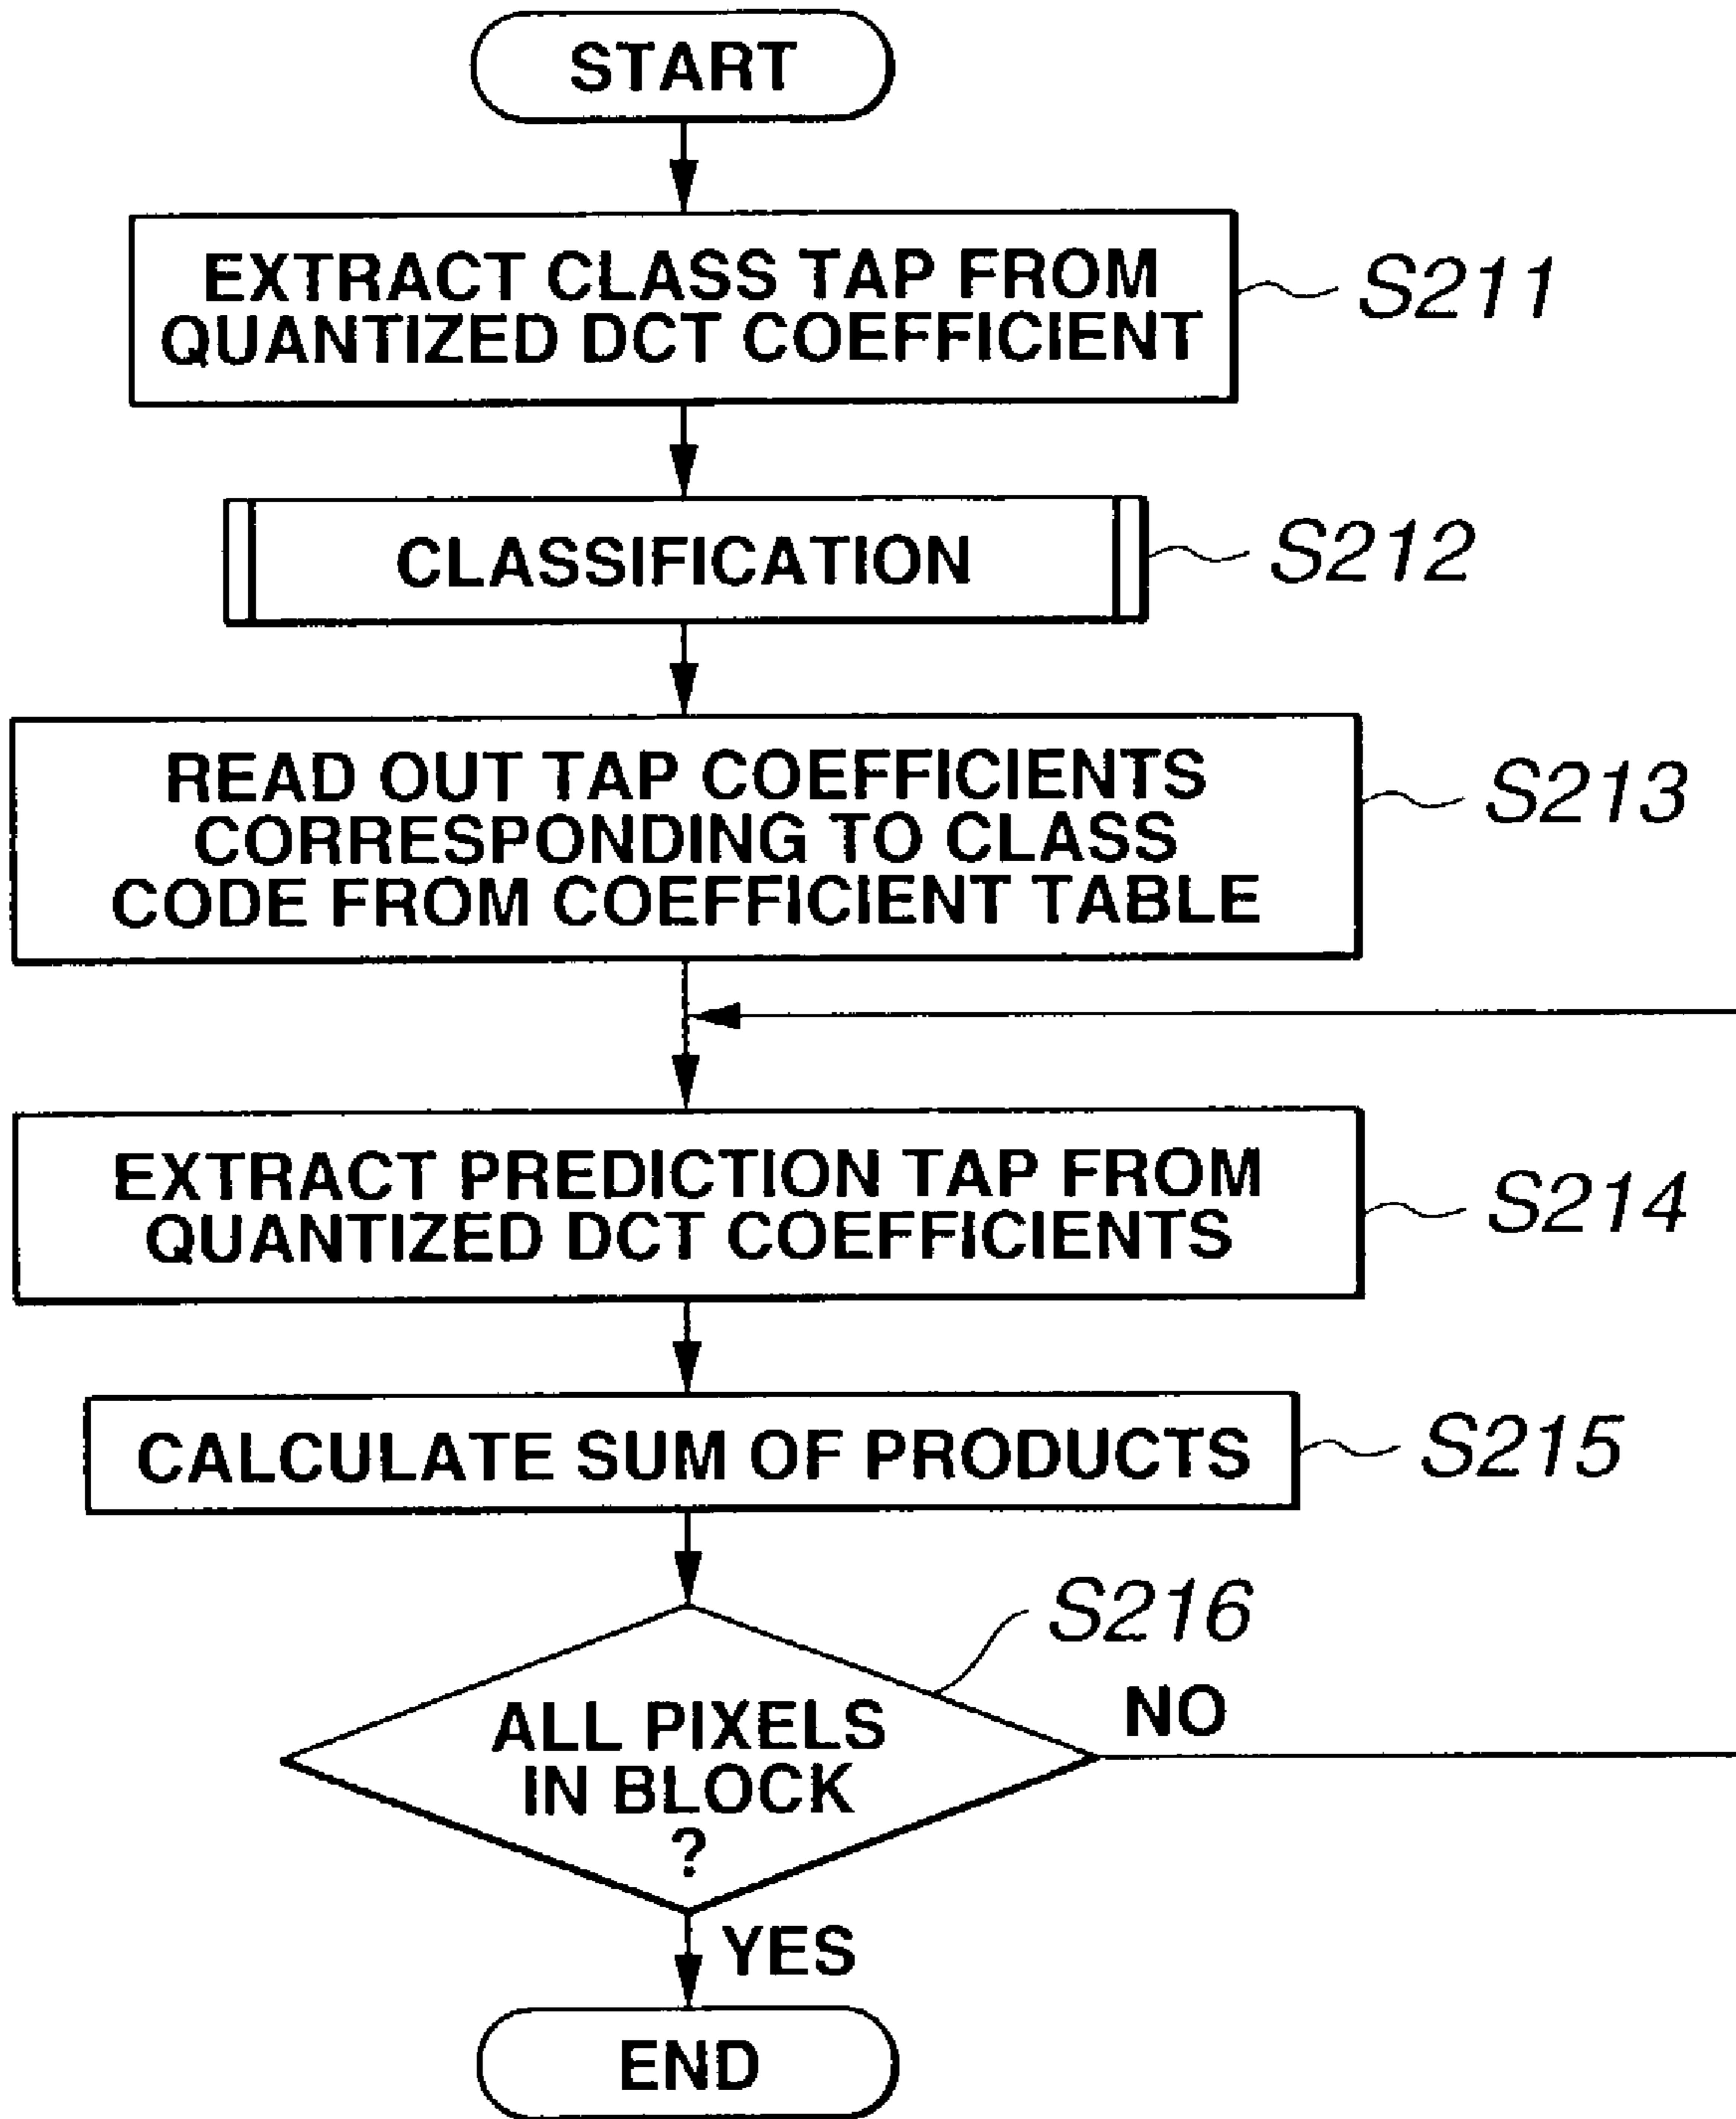 START
EXTRACT CLASS TAP FROM
QUANTIZED DCT COEFFICIENT
S211
CLASSIFICATION
S212
READ OUT TAP COEFFICIENTS
CORRESPONDING TO CLASS
CODE FROM COEFFICIENT TABLE
S213
EXTRACT PREDICTION TAP FROM
QUANTIZED DCT COEFFICIENTS
S214
CALCULATE SUM OF PRODUCTS
S215
S216
ALL PIXELS
IN BLOCK
?
NO
YES
END